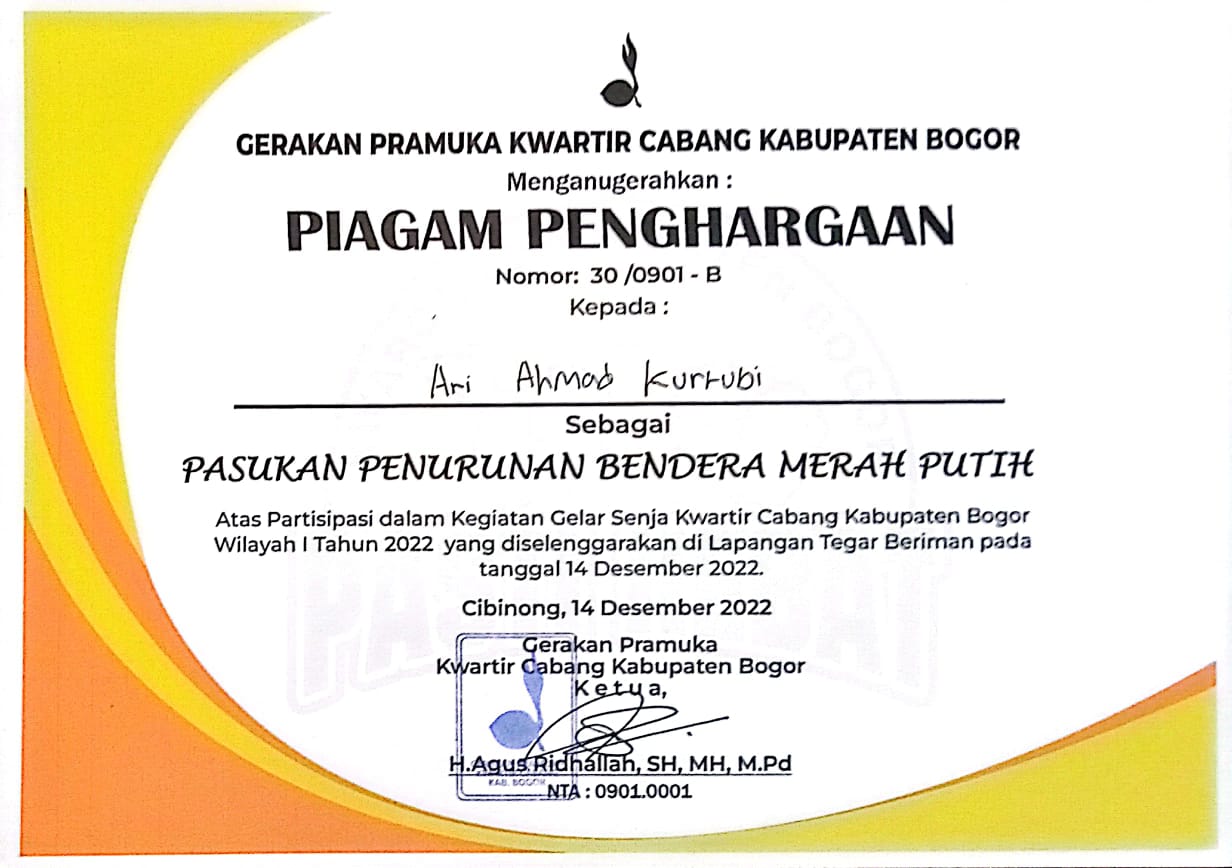 GERAKAN PRAMUKA KWARTIR CABANG KABUPATEN BOGOR
Menganugerahkan :
PIAGAM PENGHARGAAN
Nomor: 30 /0901 - B
Kepada :
Ari Ahmad Kurtubi
Sebagai
PASUKAN PENURUNAN BENDERA MERAH PUTIH
Atas Partisipasi dalam Kegiatan Gelar Senja Kwartir Cabang Kabupaten Bogor
Wilayah I Tahun 2022 yang diselenggarakan di Lapangan Tegar Beriman pada
tanggal 14 Desember 2022.
Cibinong, 14 Desember 2022
Gerakan Pramuka
Kwartir Cabang Kabupaten Bogor
Ketua,
H.Agus Ridhallah, SH, MH, M.Pd
KAB. BOGOR
NTA : 0901.0001